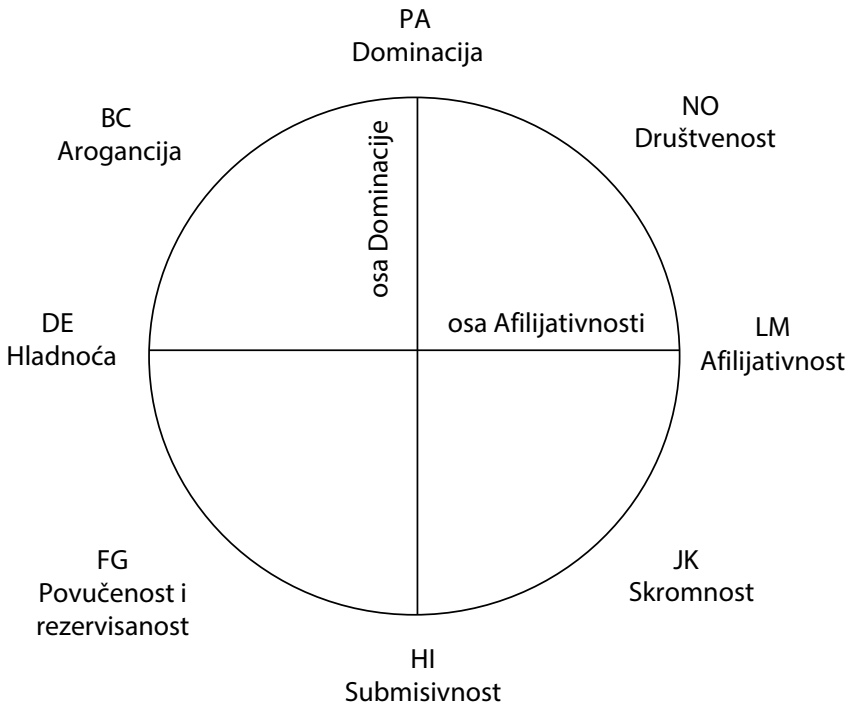 PA
Dominacija
NO
Društvenost
BC
Arogancija
osa Dominacije
osa Afilijativnosti
DE
Hladnoća
LM
Afilijativnost
FG
Povučenost i
rezervisanost
JK
Skromnost
HI
Submisivnost